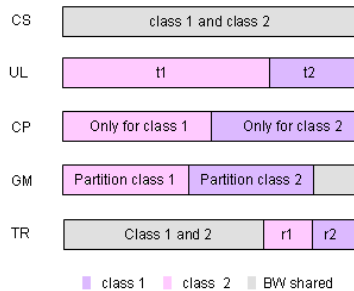 CS class 1 and class 2
UL t1 t2
CP Only for class 1 Only for class 2
GM Partition class 1 Partition class 2
TR Class 1 and 2 r1 r2
class 1 class 2 BW shared